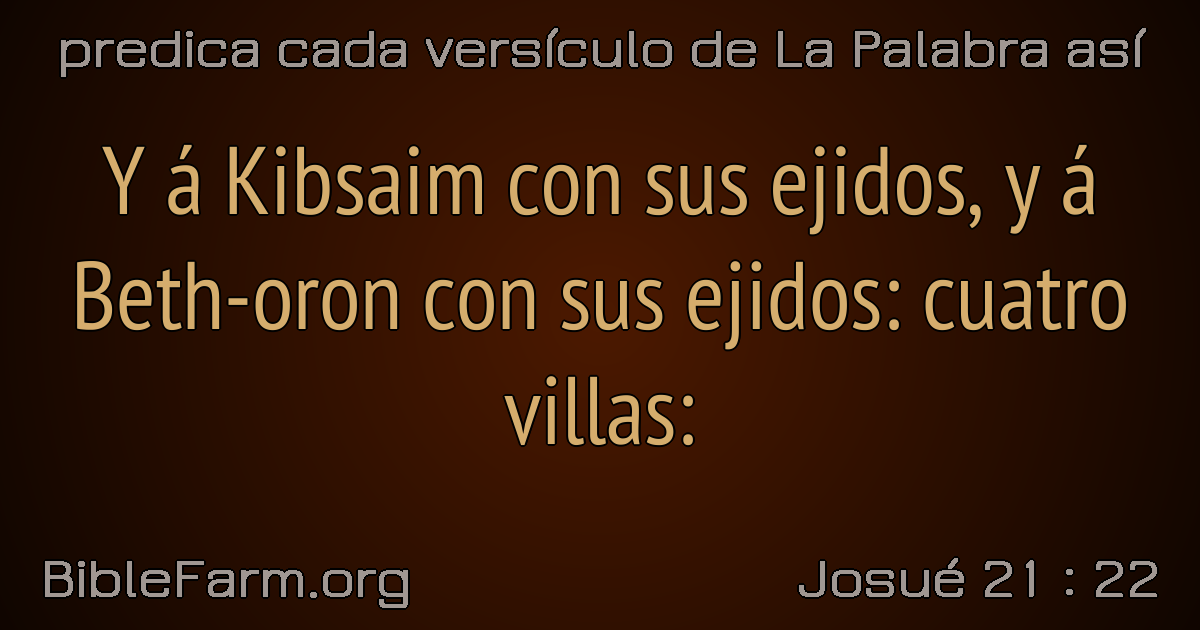 predica cada versículo de La Palabra así
Y á Kibsaim con sus ejidos, y á
Beth-oron con sus ejidos: cuatro
villas:
BibleFarm.org
Josué 21 : 22